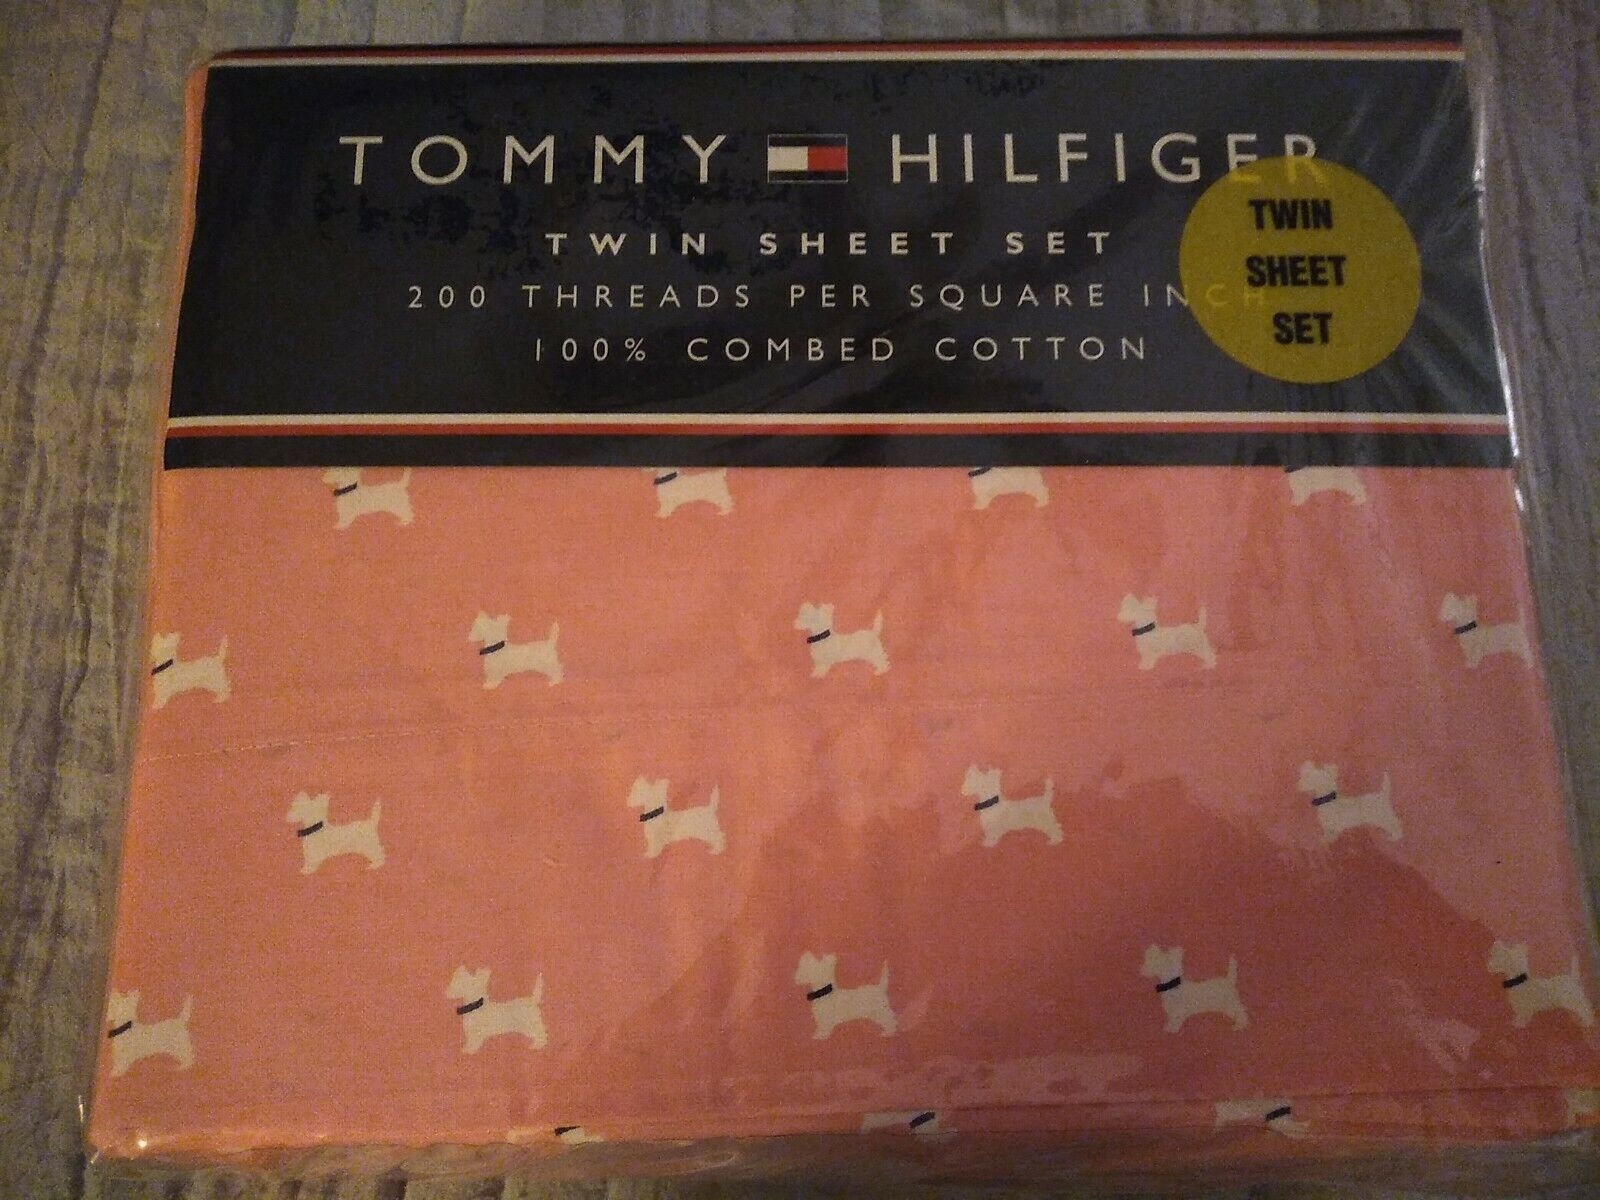 TOMMY HILFIGER
TWIN SHEET SET
200 THREADS PER SQUARE INCH
100% COMBED COTTON
TWIN
SHEET
SET